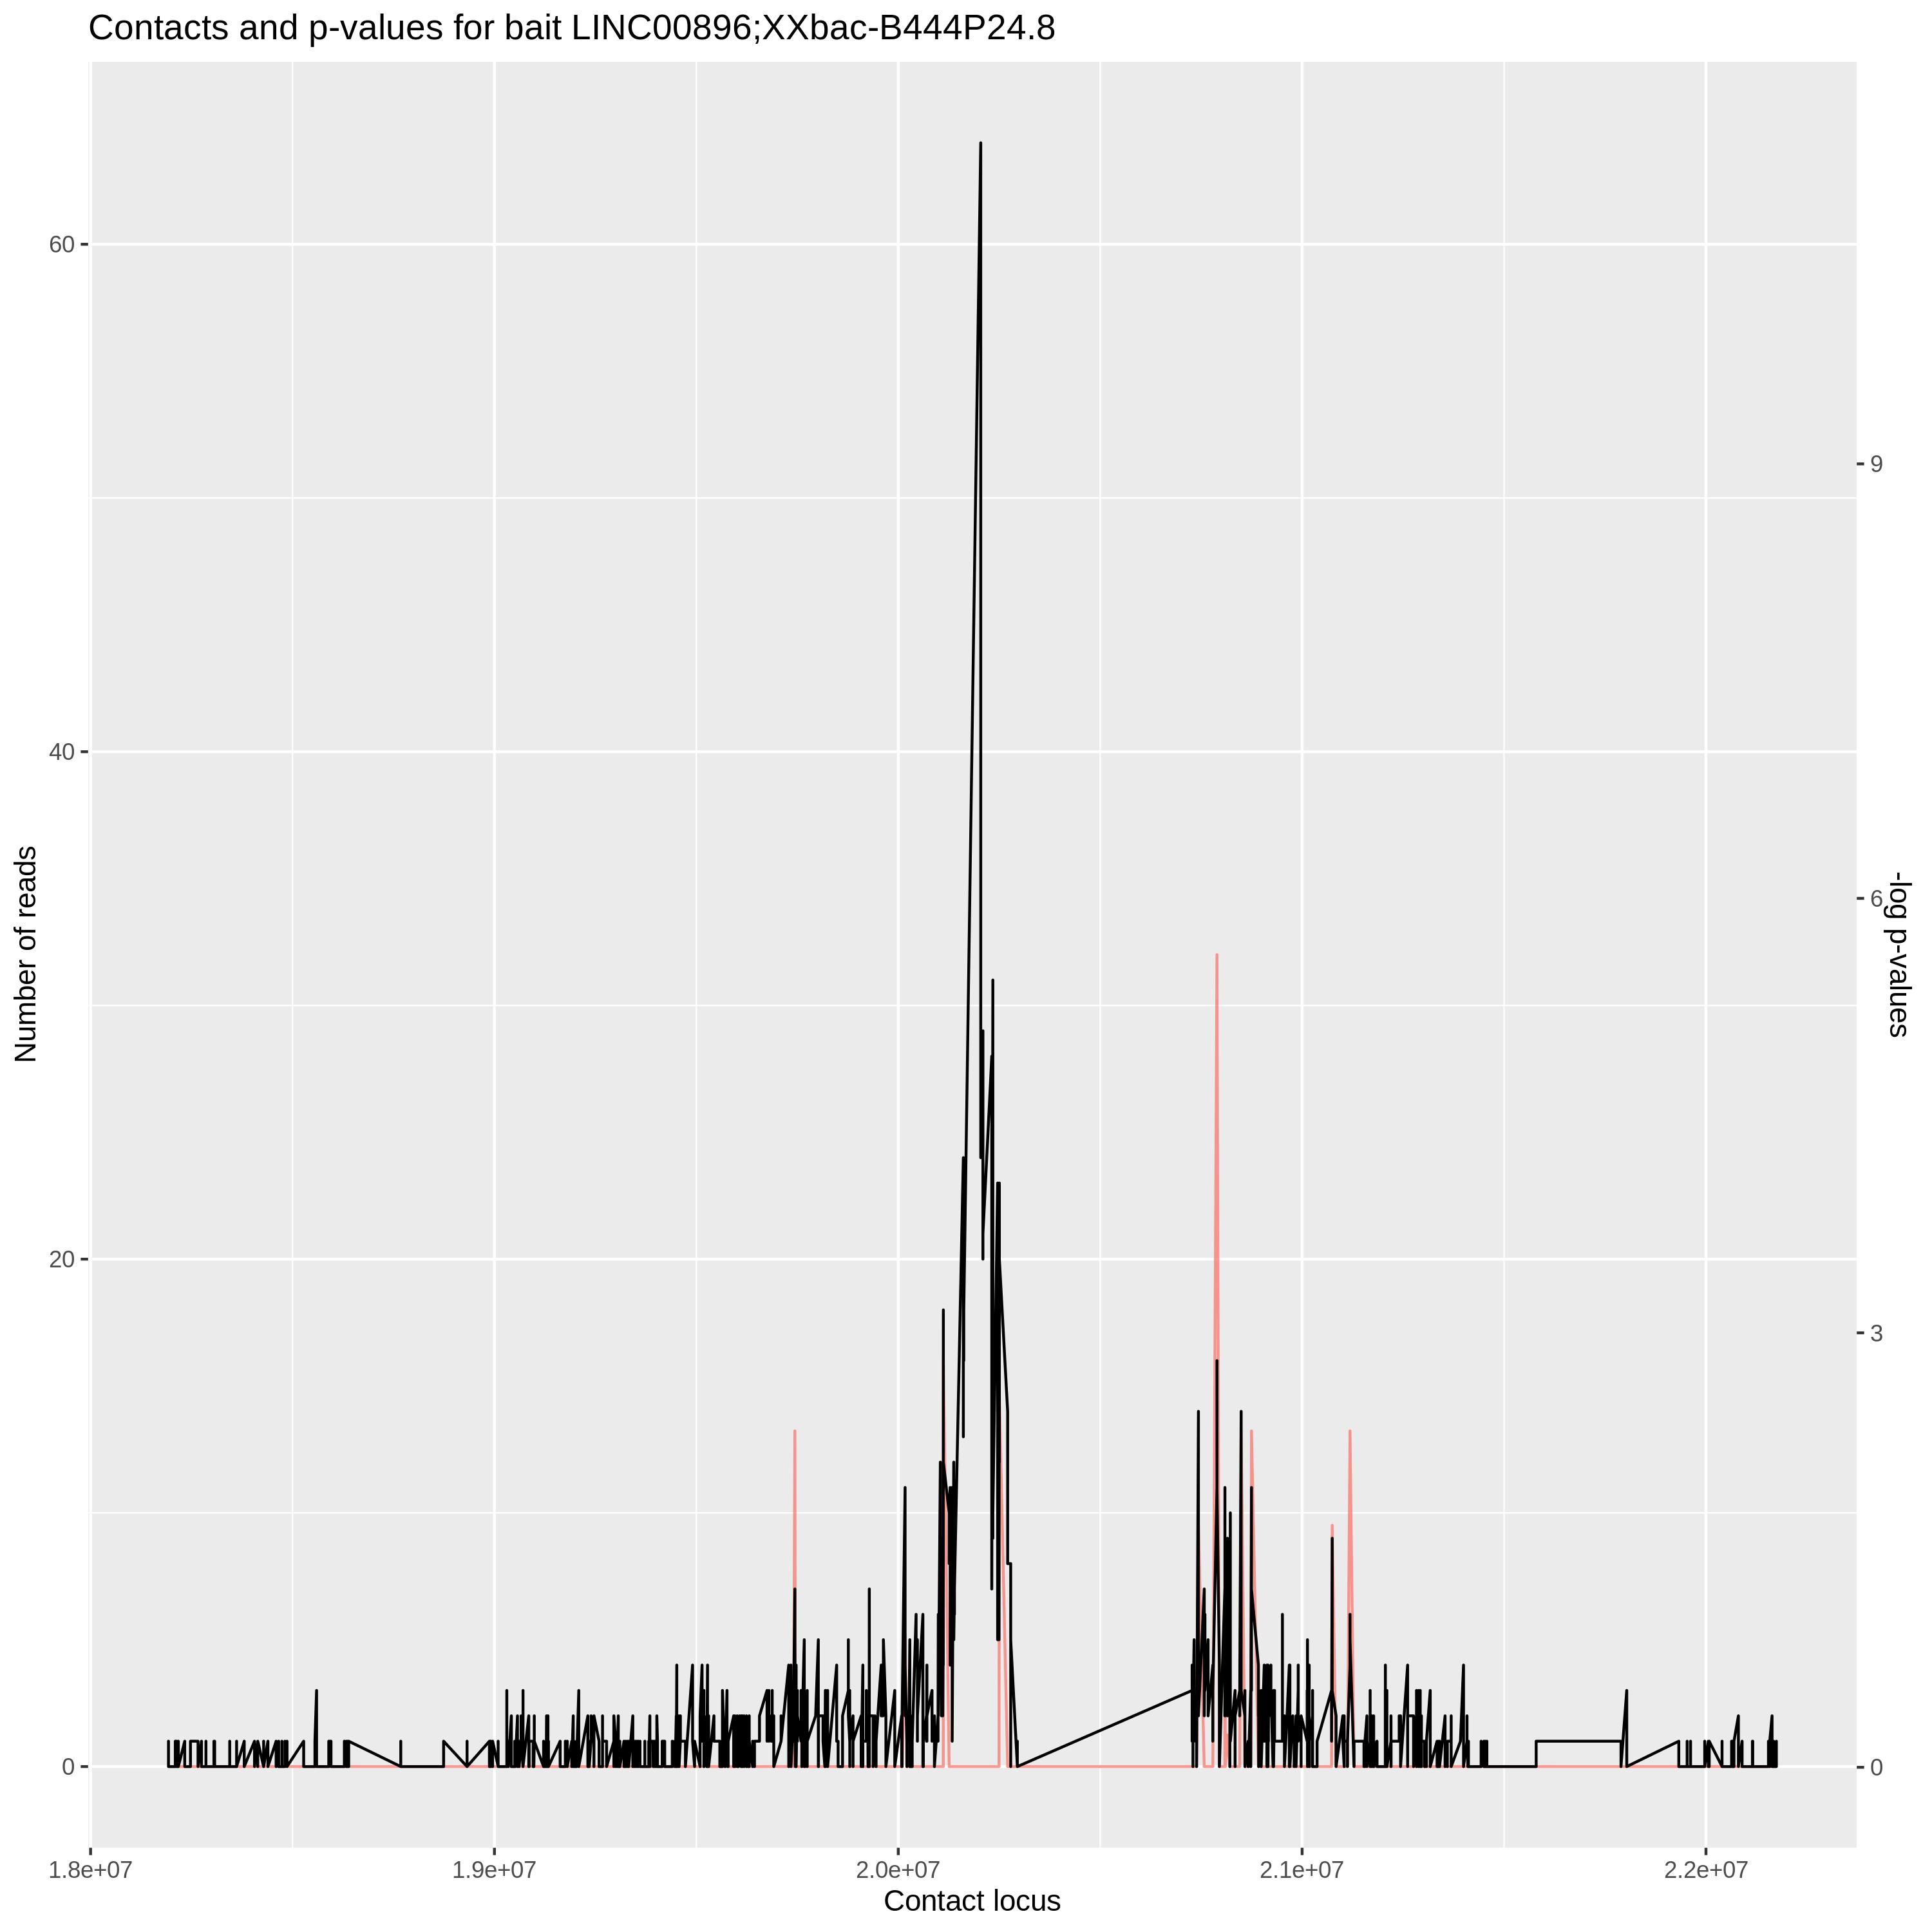 Contacts and p-values for bait LINC00896;XXbac-B444P24.8
60
40
20
0
Number of reads
9
6
3
0
-log p-values
1.8e+07
1.9e+07
2.0e+07
2.1e+07
2.2e+07
Contact locus